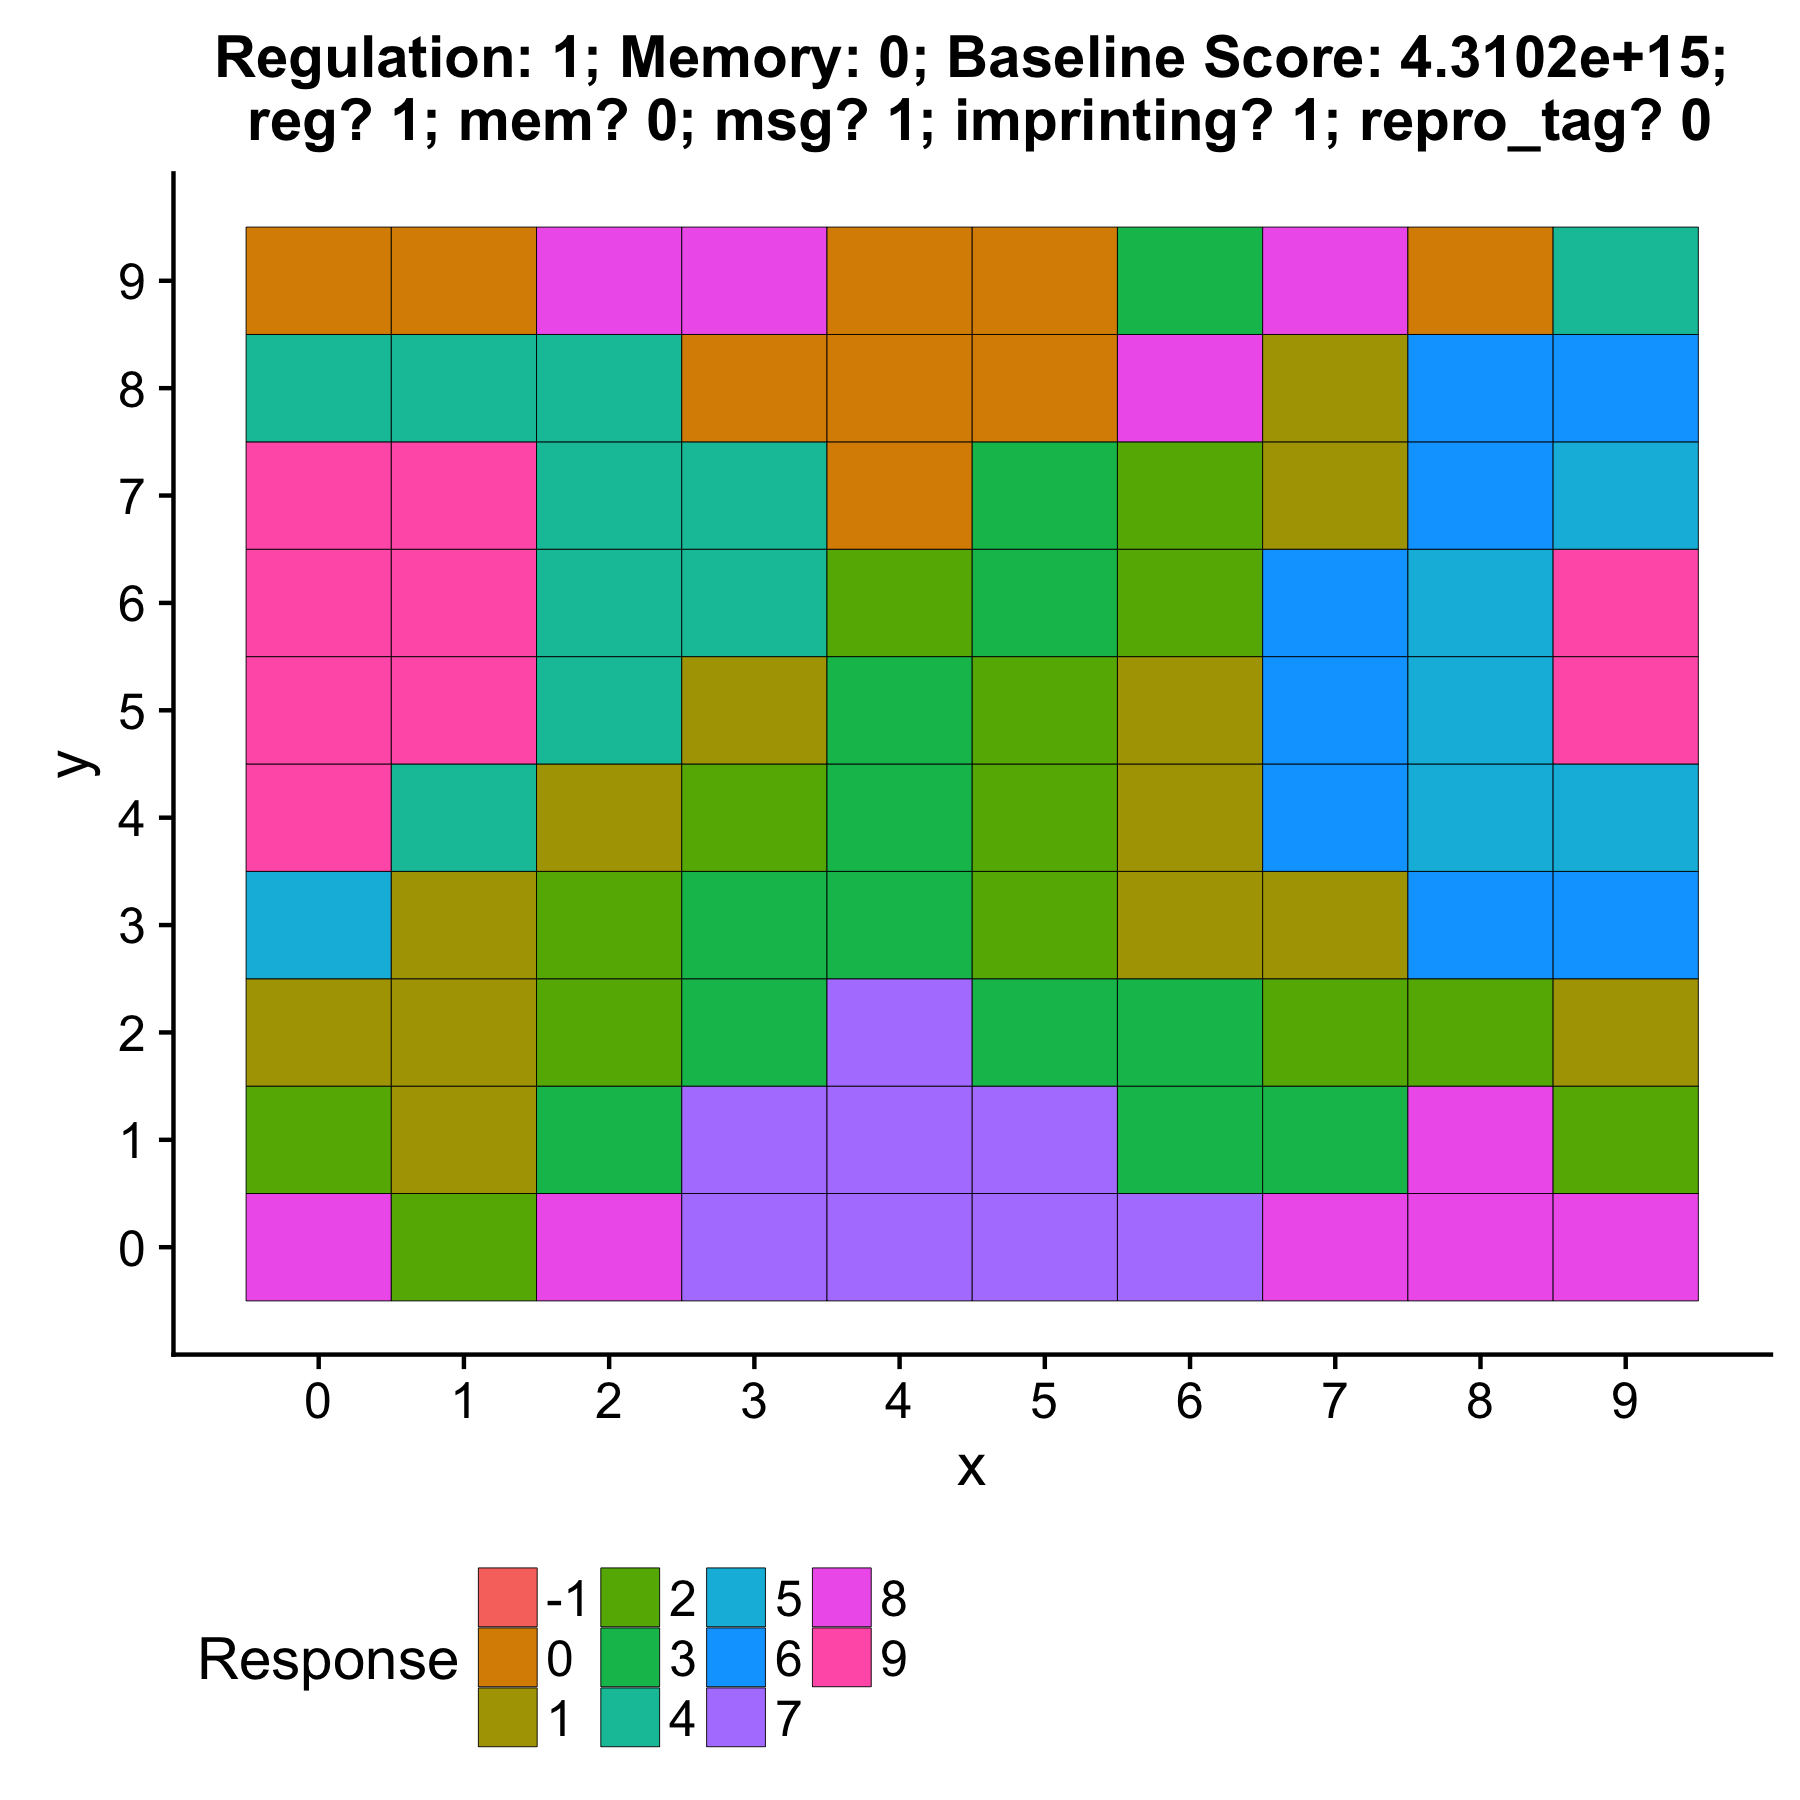 Regulation: 1; Memory: 0; Baseline Score: 4.3102e+15;
reg? 1; mem? 0; msg? 1; imprinting? 1; repro_tag? 0
9
8
7
6
5
4
3
2
1
0
y
0 1 2 3 4 5 6 7 8 9
x
Response
-1 2 5 8
0 3 6 9
1 4 7